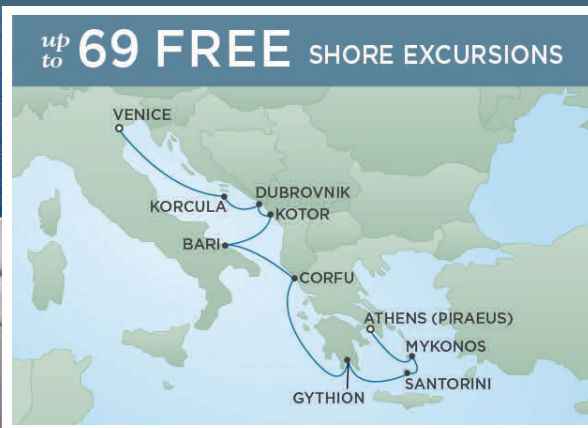 up to 69 FREE SHORE EXCURSIONS
VENICE
KORCULA
DUBROVNIK
KOTOR
BARI
CORFU
ATHENS (PIRAEUS)
MYKONOS
SANTORINI
GYTHION